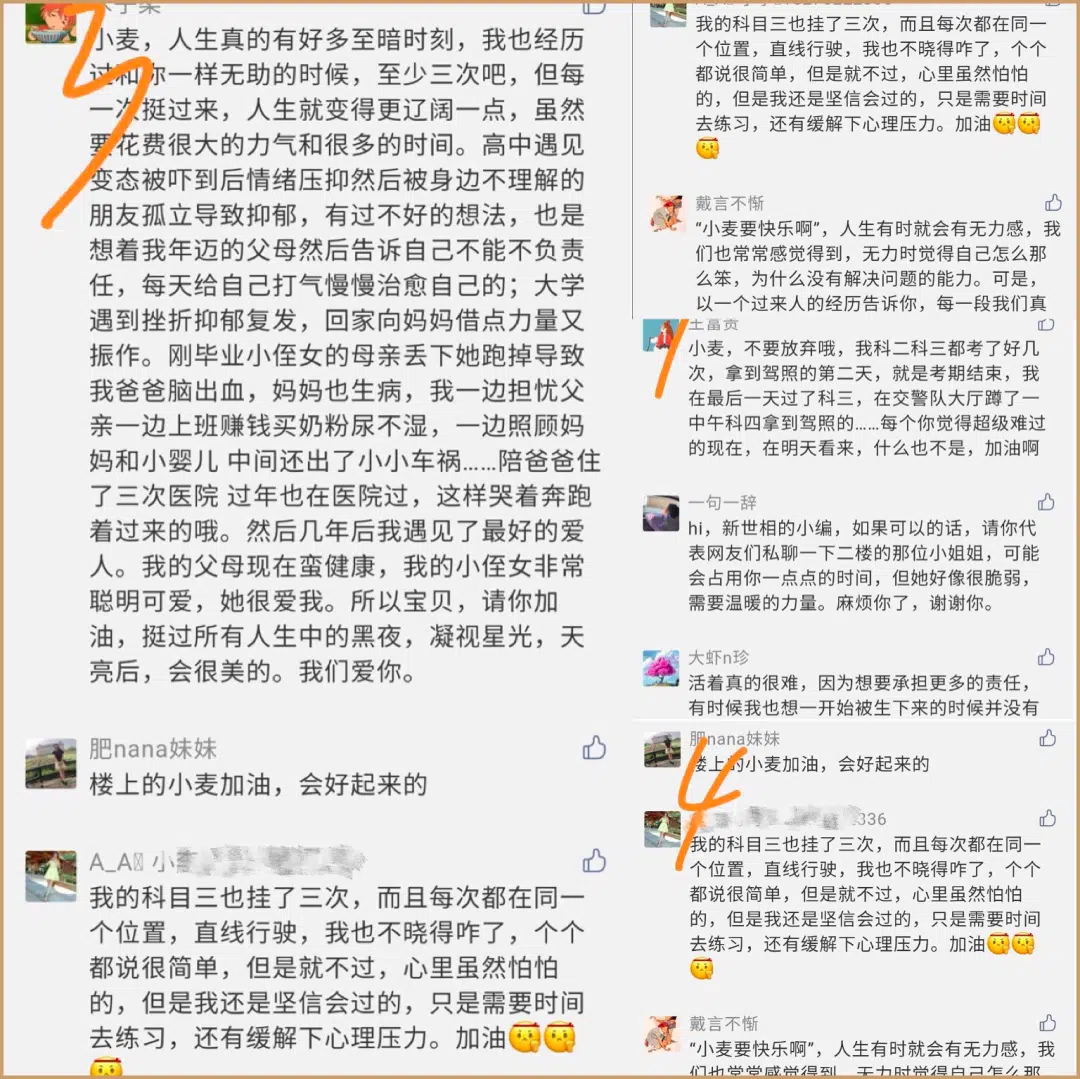 小麦，人生真的有好多至暗时刻，我也经历
过和你一样无助的时候，至少三次吧，但每
一次挺过来，人生就变得更辽阔一点，虽然
要花费很大的力气和很多的时间。高中遇见
变态被吓到后情绪压抑然后被身边不理解的
朋友孤立导致抑郁，有过不好的想法，也是
想着我年迈的父母然后告诉自己不能不负责
任，每天给自己打气慢慢治愈自己的；大学
遇到挫折抑郁复发，回家向妈妈借点力量又
振作。刚毕业小侄女的母亲丢下她跑掉导致
我爸爸脑出血，妈妈也生病，我一边担忧父
亲一边上班赚钱买奶粉尿不湿，一边照顾妈
妈和小婴儿 中间还出了小小车祸……陪爸爸住
了三次医院 过年也在医院过，这样哭着奔跑
着过来的哦。然后几年后我遇见了最好的爱
人。我的父母现在蛮健康，我的小侄女非常
聪明可爱，她很爱我。所以宝贝，请你加
油，挺过所有人生中的黑夜，凝视星光，天
亮后，会很美的。我们爱你。
肥nana妹妹
楼上的小麦加油，会好起来的
A_A 小
我的科目三也挂了三次，而且每次都在同一
个位置，直线行驶，我也不晓得咋了，个个
都说很简单，但是就不过，心里虽然怕怕
的，但是我还是坚信会过的，只是需要时间
去练习，还有缓解下心理压力。加油
3
我的科目三也挂了三次，而且每次都在同一
个位置，直线行驶，我也不晓得咋了，个个
都说很简单，但是就不过，心里虽然怕怕
的，但是我还是坚信会过的，只是需要时间
去练习，还有缓解下心理压力。加油
戴言不惭
“小麦要快乐啊”，人生有时就会有无力感，我
们也常常感觉得到，无力时觉得自己怎么那
么笨，为什么没有解决问题的能力。可是，
以一个过来人的经历告诉你，每一段我们真
王富贵
小麦，不要放弃哦，我科二科三都考了好几
次，拿到驾照的第二天，就是考期结束，我
在最后一天过了科三，在交警队大厅蹲了一
中午科四拿到驾照的……每个你觉得超级难过
的现在，在明天看来，什么也不是，加油啊
一句一辞
hi，新世相的小编，如果可以的话，请你代
表网友们私聊一下二楼的那位小姐姐，可能
会占用你一点点的时间，但她好像很脆弱，
需要温暖的力量。麻烦你了，谢谢你。
大虾n珍
活着真的很难，因为想要承担更多的责任，
有时候我也想一开始被生下来的时候并没有
肥nana妹妹
楼上的小麦加油，会好起来的
4
336
我的科目三也挂了三次，而且每次都在同一
个位置，直线行驶，我也不晓得咋了，个个
都说很简单，但是就不过，心里虽然怕怕
的，但是我还是坚信会过的，只是需要时间
去练习，还有缓解下心理压力。加油
戴言不惭
“小麦要快乐啊”，人生有时就会有无力感，我
们也常常感觉得到，无力时觉得自己怎么那